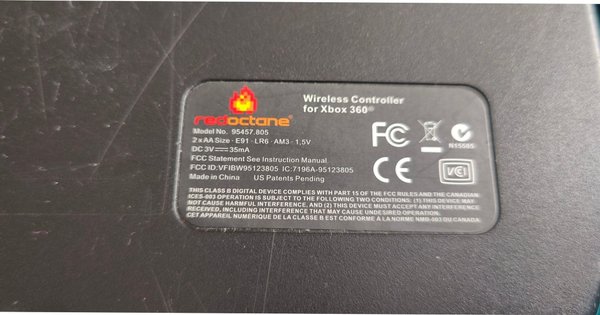 redoctane
Wireless Controller
for Xbox 360®
Model No. 95457.805
2 x AA Size · E91 · LR6 · AM3 · 1,5V
DC 3V 35mA
FCC Statement See Instruction Manual
FCC ID:VFIBW95123805 IC:7196A-95123805
Made in China US Patents Pending
FC
N15585
CE
VCI
THIS CLASS B DIGITAL DEVICE COMPLIES WITH PART 15 OF THE FCC RULES AND THE CANADIAN
ICES-003 OPERATION IS SUBJECT TO THE FOLLOWING TWO CONDITIONS: (1) THIS DEVICE MAY
NOT CAUSE HARMFUL INTERFERENCE, AND (2) THIS DEVICE MUST ACCEPT ANY INTERFERENCE
RECEIVED, INCLUDING INTERFERENCE THAT MAY CAUSE UNDESIRED OPERATION.
CET APPAREIL NUMÉRIQUE DE LA CLASSE B EST CONFORME À LA NORME NMB-003 DU CANADA.